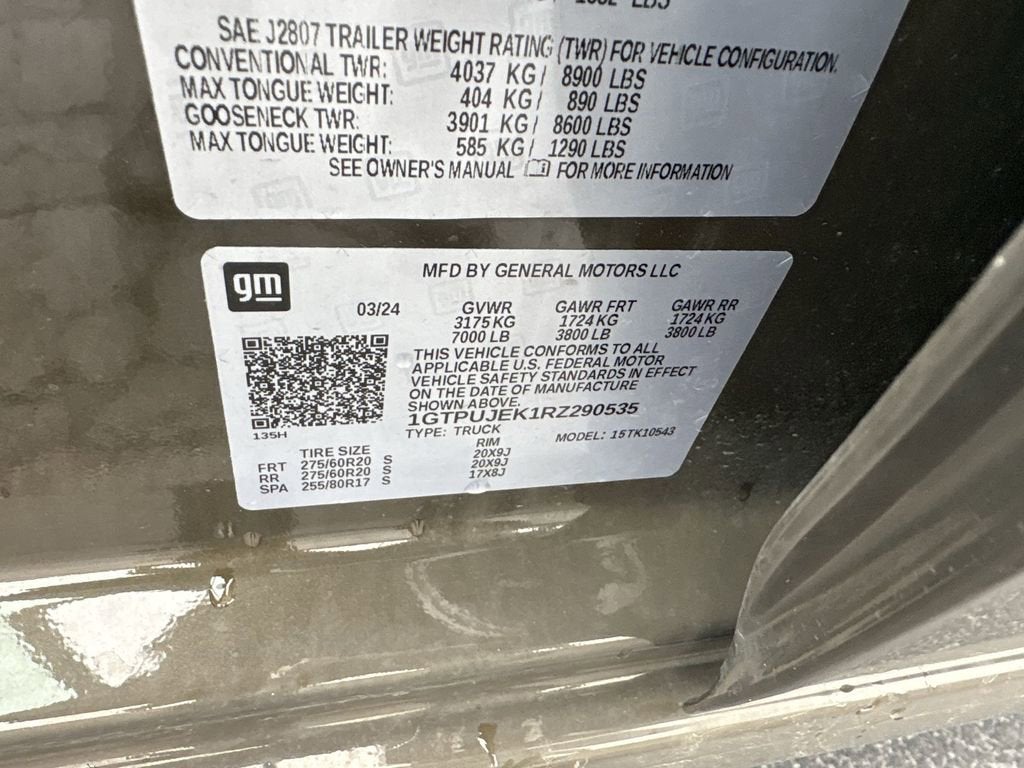 1002 LBS
SAE J2807 TRAILER WEIGHT RATING (TWR) FOR VEHICLE CONFIGURATION.
CONVENTIONAL TWR: 4037 KG / 8900 LBS
MAX TONGUE WEIGHT: 404 KG / 890 LBS
GOOSENECK TWR: 3901 KG / 8600 LBS
MAX TONGUE WEIGHT: 585 KG / 1290 LBS
SEE OWNER'S MANUAL FOR MORE INFORMATION
gm
MFD BY GENERAL MOTORS LLC
03/24 GVWR GAWR FRT GAWR RR
3175 KG 1724 KG 1724 KG
7000 LB 3800 LB 3800 LB
THIS VEHICLE CONFORMS TO ALL
APPLICABLE U.S. FEDERAL MOTOR
VEHICLE SAFETY STANDARDS IN EFFECT
ON THE DATE OF MANUFACTURE
SHOWN ABOVE.
1GTPUJEK1RZ290535
TYPE: TRUCK MODEL: 15TK10543
135H
TIRE SIZE RIM
FRT 275/60R20 S 20X9J
RR 275/60R20 S 20X9J
SPA 255/80R17 S 17X8J